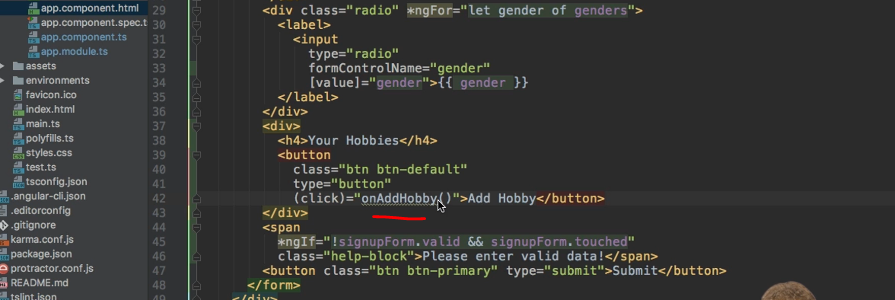 app.component.html
app.component.spec.t
app.component.ts
app.module.ts
assets
environments
favicon.ico
index.html
main.ts
polyfills.ts
styles.css
test.ts
tsconfig.json
.angular-cli.json
.editorconfig
.gitignore
karma.conf.js
package.json
protractor.conf.js
README.md
tslint.json
29 <div class="radio" *ngFor="let gender of genders">
30 <label>
31 <input
32 type="radio"
33 formControlName="gender"
34 [value]="gender">{{ gender }}
35 </label>
36 </div>
37 <div>
38 <h4>Your Hobbies</h4>
39 <button
40 class="btn btn-default"
41 type="button"
42 (click)="onAddHobby()">Add Hobby</button>
43 </div>
44 <span
45 *ngIf="!signupForm.valid && signupForm.touched"
46 class="help-block">Please enter valid data!</span>
47 <button class="btn btn-primary" type="submit">Submit</button>
48 </form>
49 </div>